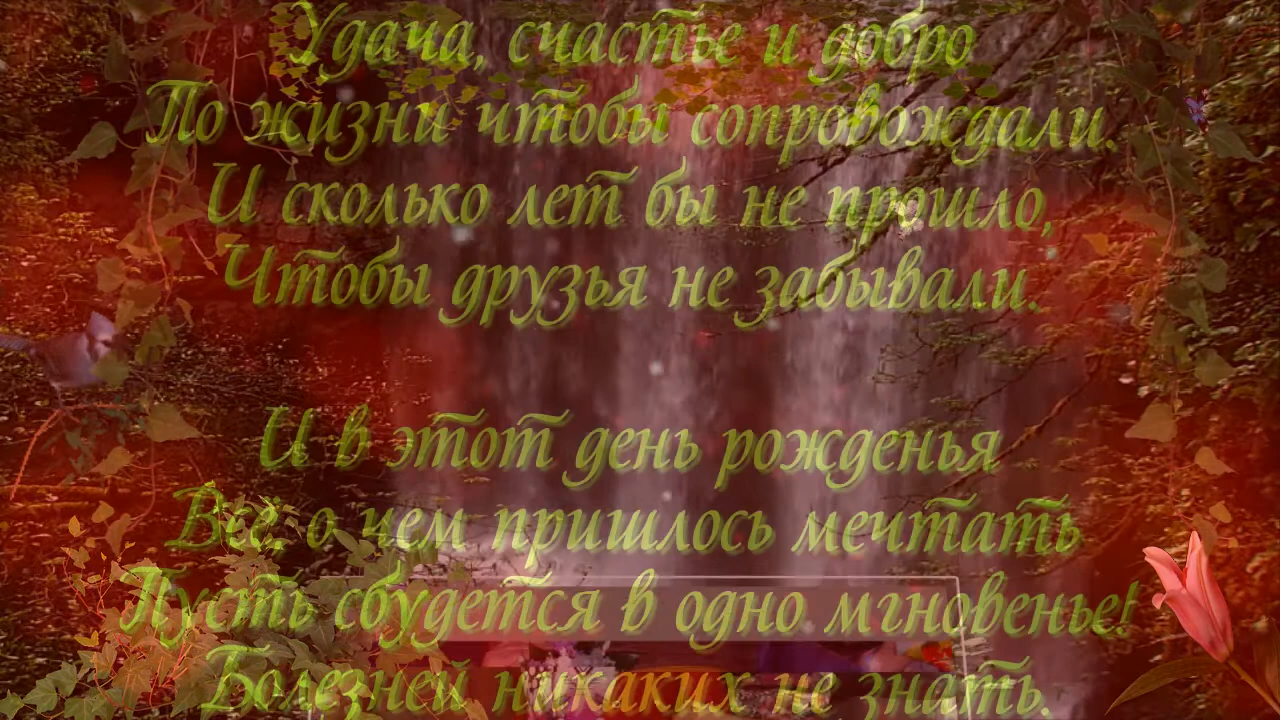 Удача, счастье и добро
По жизни чтобы сопровождали.
И сколько лет бы не прошло,
Чтобы друзья не забывали.
И в этот день рожденья
Все, о чем пришлось мечтать
Пусть сбудется в одно мгновенье!
Болезней никаких не знать.